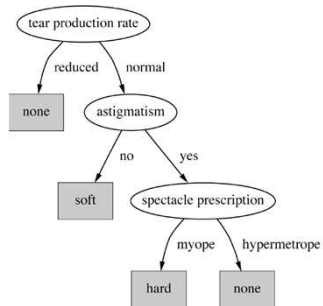 tear production rate
reduced
normal
none
astigmatism
no
yes
soft
spectacle prescription
myope
hypermetrope
hard
none